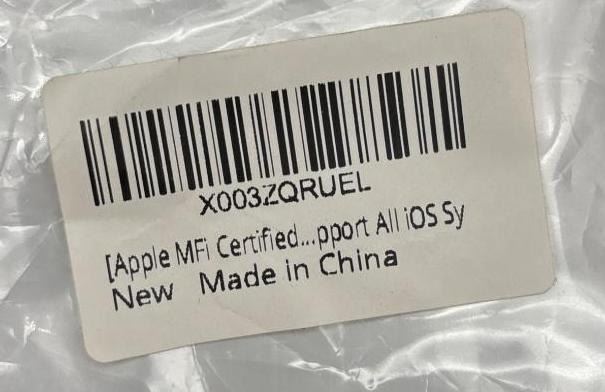 X003ZQRUEL
[Apple MFi Certified...pport All iOS Sy
New Made in China